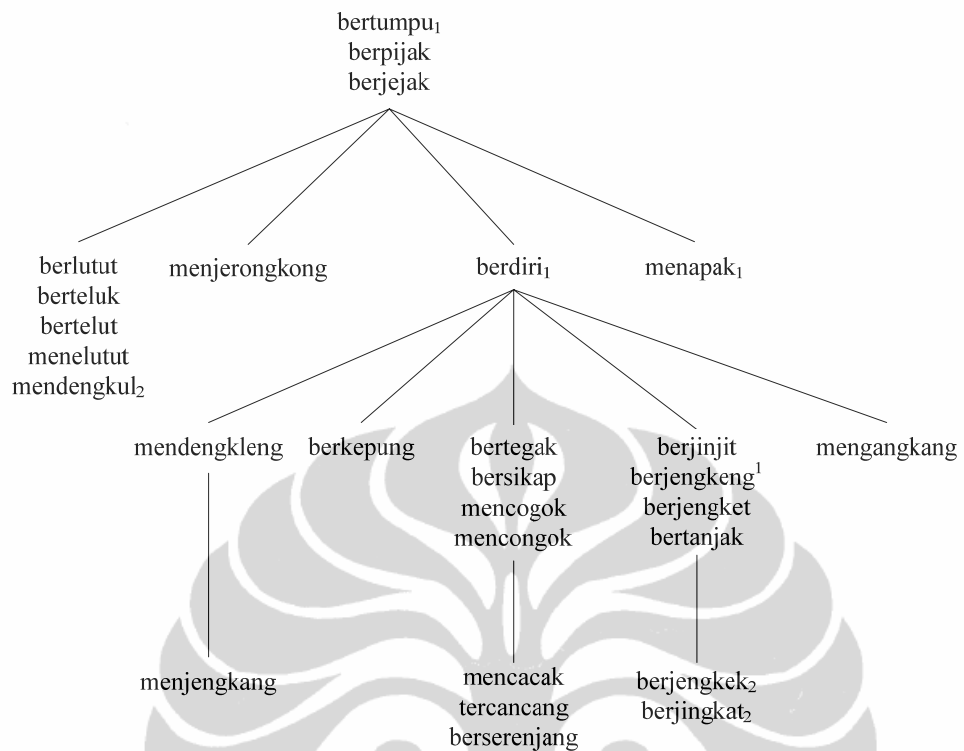 bertumpu₁
berpijak
berjejak
berlutut
berteluk
bertelut
menelutut
mendengkul₂
menjerongkong
berdiri₁
menapak₁
mendengkleng
berkepung
bertegak
bersikap
mencogok
mencongok
berjinjit
berjengkeng¹
berjengket
bertanjak
mengangkang
menjengkang
mencacak
tercancang
berserenjang
berjengkek₂
berjingkat₂